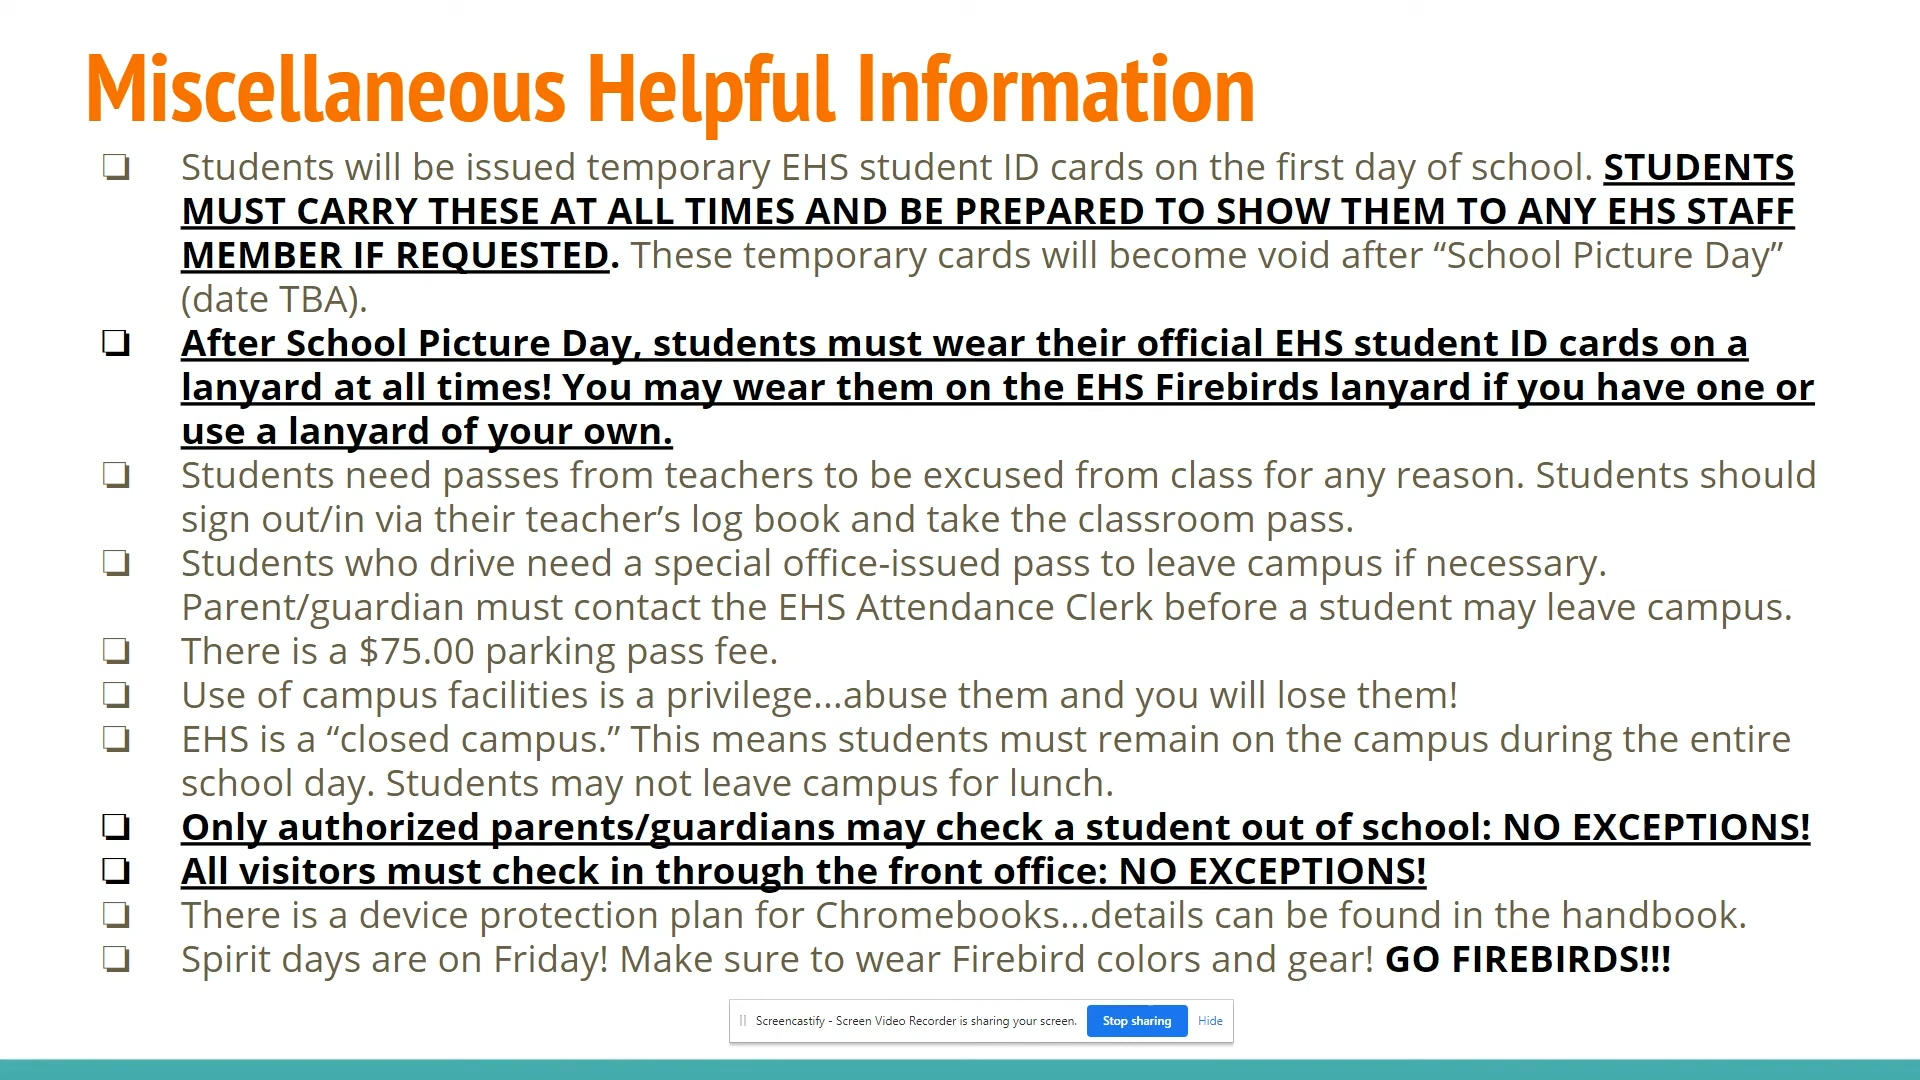 Miscellaneous Helpful Information
❏ Students will be issued temporary EHS student ID cards on the first day of school. STUDENTS
MUST CARRY THESE AT ALL TIMES AND BE PREPARED TO SHOW THEM TO ANY EHS STAFF
MEMBER IF REQUESTED. These temporary cards will become void after “School Picture Day”
(date TBA).
❏ After School Picture Day, students must wear their official EHS student ID cards on a
lanyard at all times! You may wear them on the EHS Firebirds lanyard if you have one or
use a lanyard of your own.
❏ Students need passes from teachers to be excused from class for any reason. Students should
sign out/in via their teacher’s log book and take the classroom pass.
❏ Students who drive need a special office-issued pass to leave campus if necessary.
Parent/guardian must contact the EHS Attendance Clerk before a student may leave campus.
❏ There is a $75.00 parking pass fee.
❏ Use of campus facilities is a privilege...abuse them and you will lose them!
❏ EHS is a “closed campus.” This means students must remain on the campus during the entire
school day. Students may not leave campus for lunch.
❏ Only authorized parents/guardians may check a student out of school: NO EXCEPTIONS!
❏ All visitors must check in through the front office: NO EXCEPTIONS!
❏ There is a device protection plan for Chromebooks...details can be found in the handbook.
❏ Spirit days are on Friday! Make sure to wear Firebird colors and gear! GO FIREBIRDS!!!
Screencastify - Screen Video Recorder is sharing your screen. Stop sharing Hide